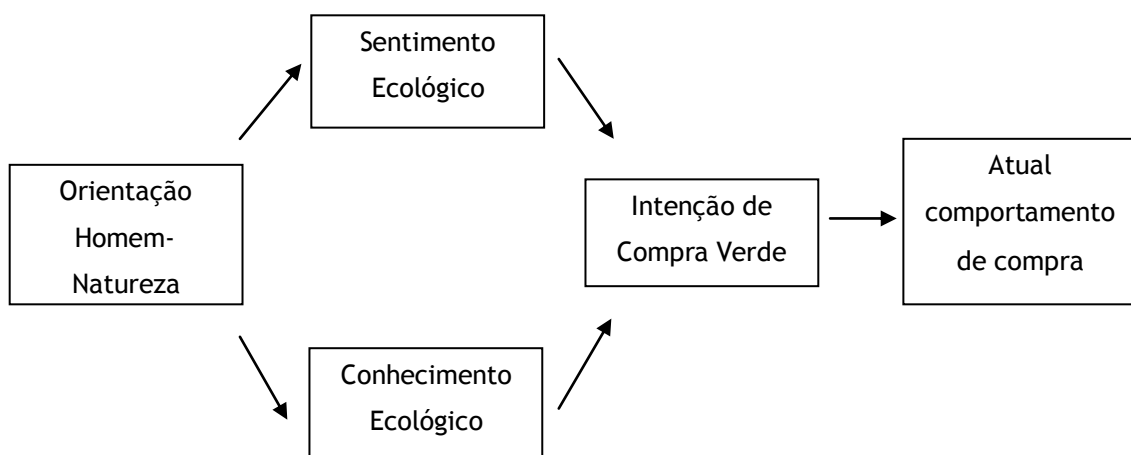 Sentimento
Ecológico
Orientação
Homem-
Natureza
Intenção de
Compra Verde
Atual
comportamento
de compra
Conhecimento
Ecológico